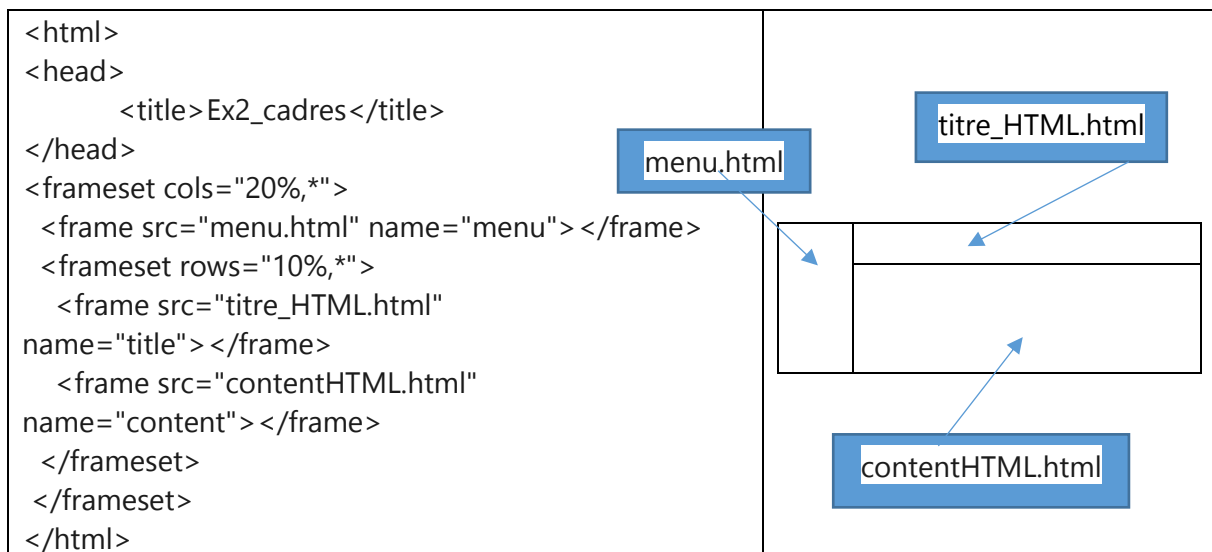 <html>
<head>
<title>Ex2_cadres</title>
</head>
<frameset cols="20%,*">
<frame src="menu.html" name="menu"></frame>
<frameset rows="10%,*">
<frame src="titre_HTML.html"
name="title"></frame>
<frame src="contentHTML.html"
name="content"></frame>
</frameset>
</frameset>
</html>
menu.html
titre_HTML.html
contentHTML.html